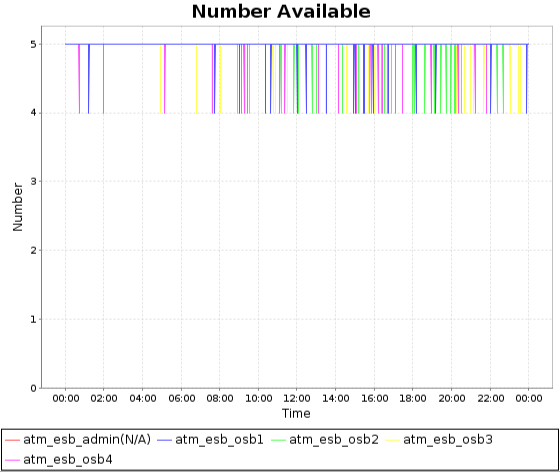 Number Available
5
4
3
2
1
0
Number
00:00 02:00 04:00 06:00 08:00 10:00 12:00 14:00 16:00 18:00 20:00 22:00 00:00
Time
atm_esb_admin(N/A) atm_esb_osb1 atm_esb_osb2 atm_esb_osb3
atm_esb_osb4